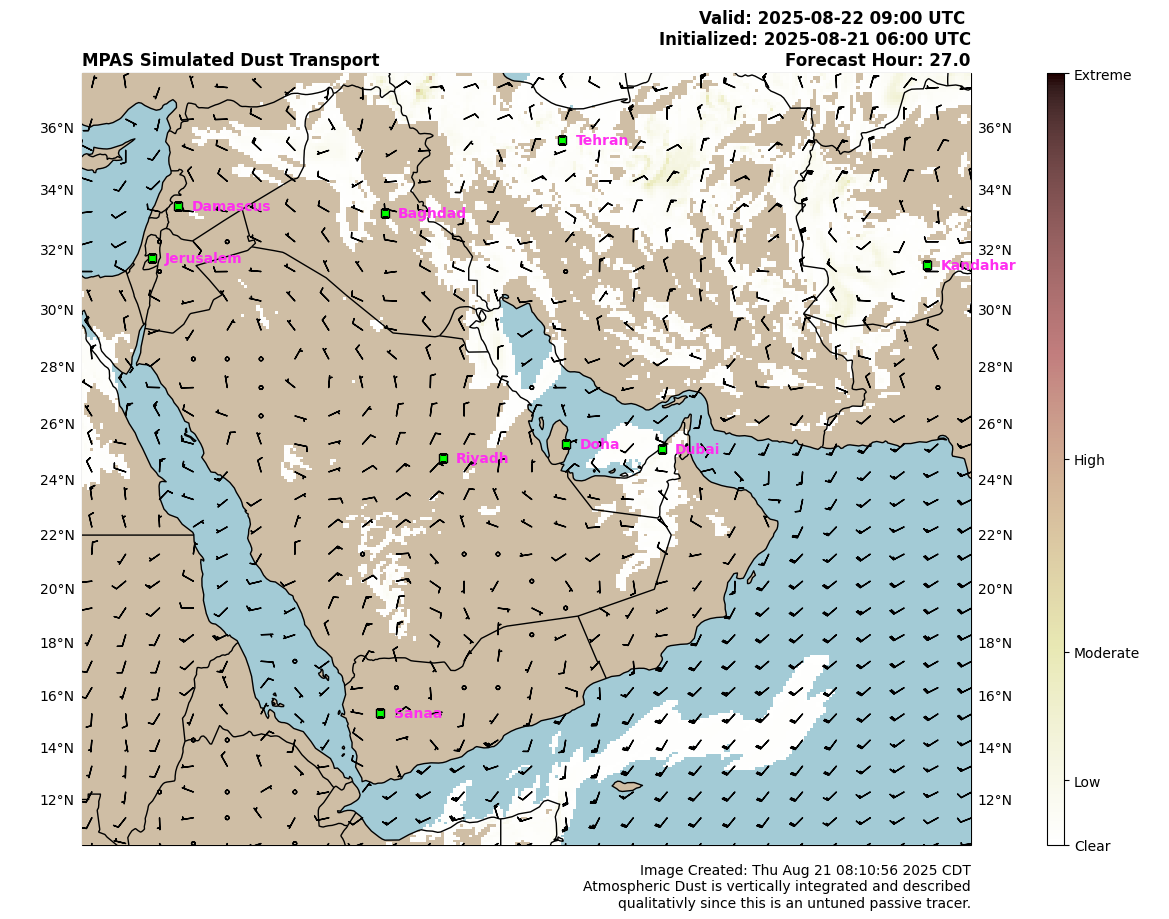 Valid: 2025-08-22 09:00 UTC
Initialized: 2025-08-21 06:00 UTC
MPAS Simulated Dust Transport
Forecast Hour: 27.0
Extreme
High
Moderate
Low
Clear
36°N
34°N
32°N
30°N
28°N
26°N
24°N
22°N
20°N
18°N
16°N
14°N
12°N
36°N
34°N
32°N
30°N
28°N
26°N
24°N
22°N
20°N
18°N
16°N
14°N
12°N
Tehran
Damascus
Baghdad
Jerusalem
Kandahar
Doha
Dubai
Riyadh
Sanaa
Image Created: Thu Aug 21 08:10:56 2025 CDT
Atmospheric Dust is vertically integrated and described
qualitativly since this is an untuned passive tracer.